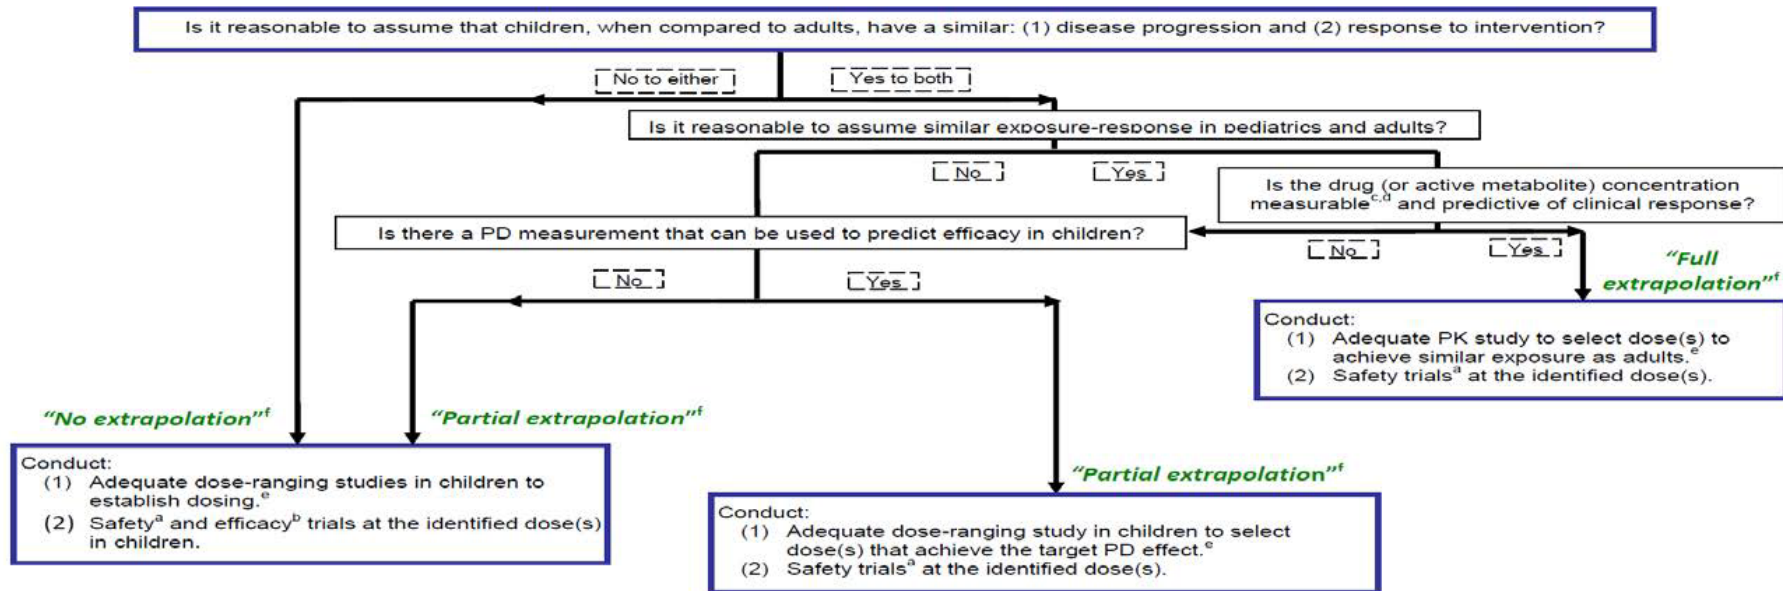 Is it reasonable to assume that children, when compared to adults, have a similar: (1) disease progression and (2) response to intervention?
No to either
Yes to both
Is it reasonable to assume similar exposure-response in pediatrics and adults?
No
Yes
Is the drug (or active metabolite) concentration
measurable^c,d and predictive of clinical response?
Is there a PD measurement that can be used to predict efficacy in children?
No
Yes
"Full
extrapolation"^f
No
Yes
Conduct:
(1) Adequate PK study to select dose(s) to
achieve similar exposure as adults.^e
(2) Safety trials^a at the identified dose(s).
"No extrapolation"^f
"Partial extrapolation"^f
Conduct:
(1) Adequate dose-ranging studies in children to
establish dosing.^e
(2) Safety^a and efficacy^b trials at the identified dose(s)
in children.
"Partial extrapolation"^f
Conduct:
(1) Adequate dose-ranging study in children to select
dose(s) that achieve the target PD effect.^e
(2) Safety trials^a at the identified dose(s).